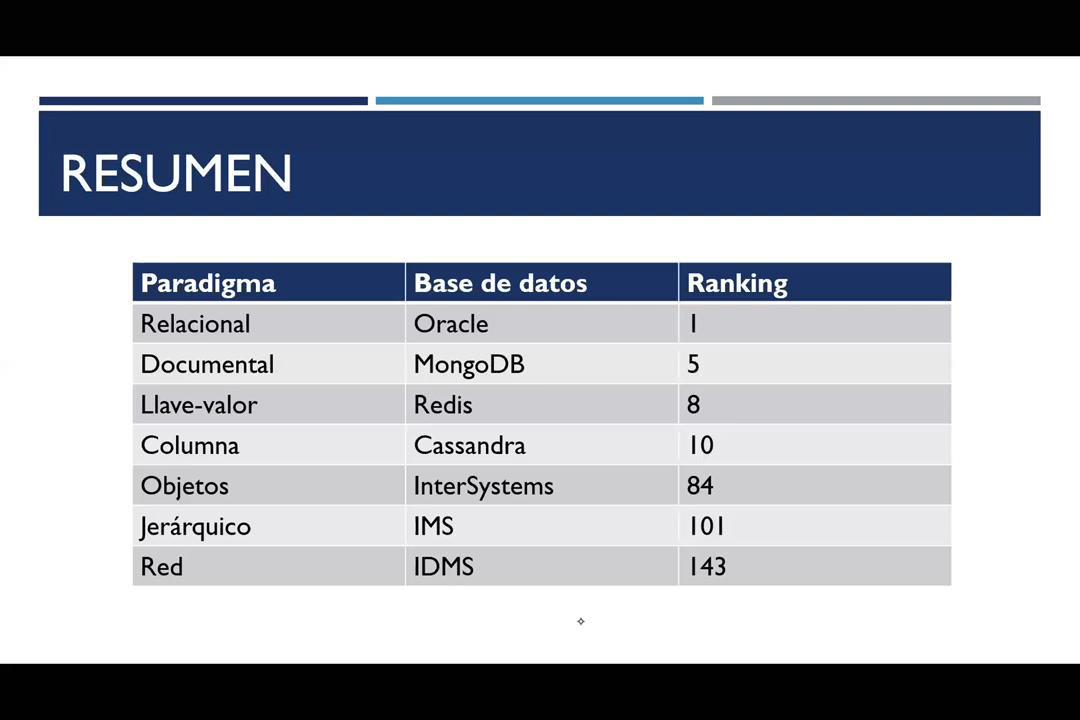 RESUMEN
Paradigma Base de datos Ranking
Relacional Oracle 1
Documental MongoDB 5
Llave-valor Redis 8
Columna Cassandra 10
Objetos InterSystems 84
Jerárquico IMS 101
Red IDMS 143